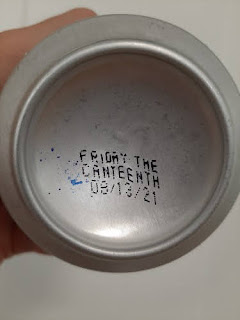 FRIDAY THE
CANTEENTH
08/13/21